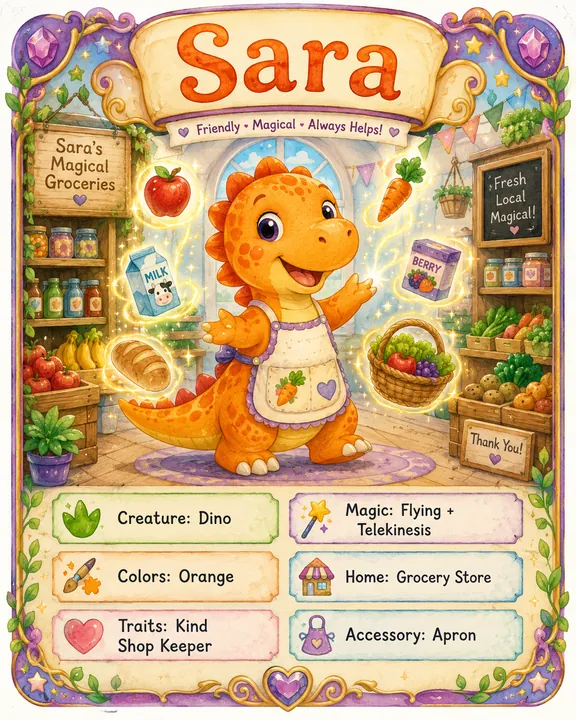 Sara
Friendly • Magical • Always Helps!
Sara's
Magical
Groceries
Fresh
Local
Magical!
MILK
BERRY
Thank You!
Creature: Dino
Magic: Flying +
Telekinesis
Colors: Orange
Home: Grocery Store
Traits: Kind
Shop Keeper
Accessory: Apron